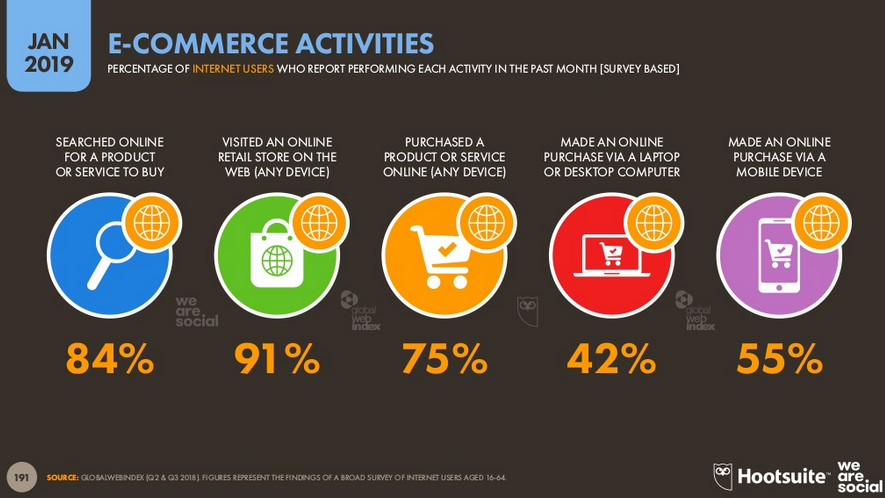 JAN
2019
E-COMMERCE ACTIVITIES
PERCENTAGE OF INTERNET USERS WHO REPORT PERFORMING EACH ACTIVITY IN THE PAST MONTH [SURVEY BASED]
SEARCHED ONLINE
FOR A PRODUCT
OR SERVICE TO BUY
VISITED AN ONLINE
RETAIL STORE ON THE
WEB (ANY DEVICE)
PURCHASED A
PRODUCT OR SERVICE
ONLINE (ANY DEVICE)
MADE AN ONLINE
PURCHASE VIA A LAPTOP
OR DESKTOP COMPUTER
MADE AN ONLINE
PURCHASE VIA A
MOBILE DEVICE
we
are
social
global
web
index
global
web
index
84%
91%
75%
42%
55%
191
SOURCE: GLOBALWEBINDEX (Q2 & Q3 2018). FIGURES REPRESENT THE FINDINGS OF A BROAD SURVEY OF INTERNET USERS AGED 16-64.
Hootsuite™
we
are
social